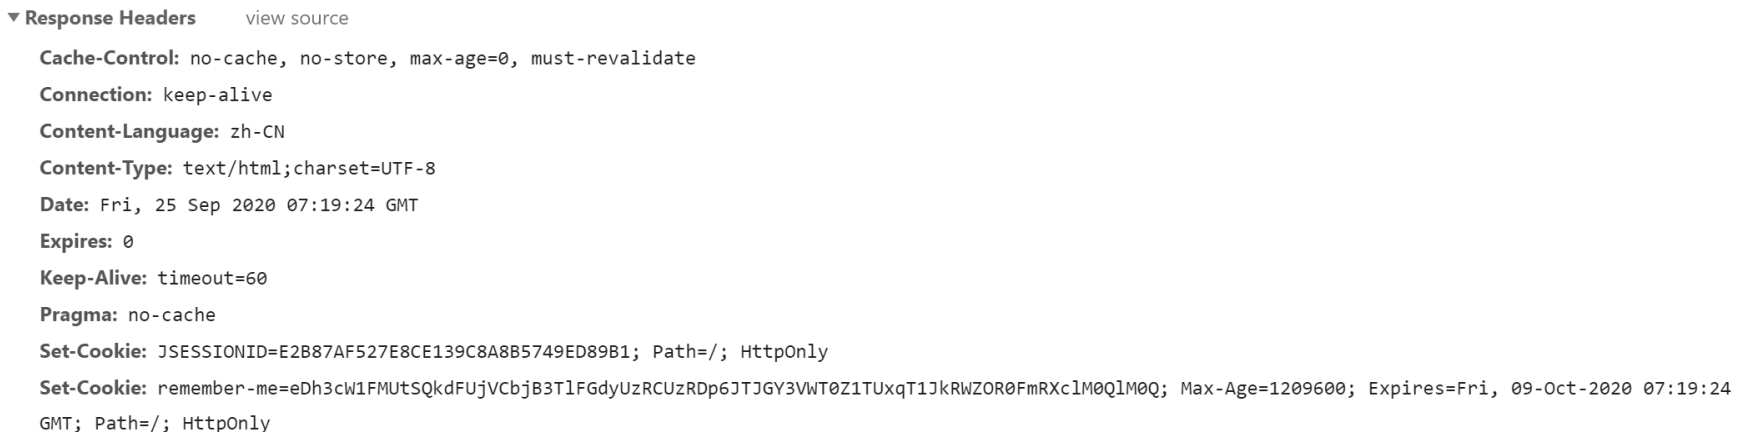 ▼ Response Headers view source
Cache-Control: no-cache, no-store, max-age=0, must-revalidate
Connection: keep-alive
Content-Language: zh-CN
Content-Type: text/html;charset=UTF-8
Date: Fri, 25 Sep 2020 07:19:24 GMT
Expires: 0
Keep-Alive: timeout=60
Pragma: no-cache
Set-Cookie: JSESSIONID=E2B87AF527E8CE139C8A8B5749ED89B1; Path=/; HttpOnly
Set-Cookie: remember-me=eDh3cW1FMUtSQkdFUjVCbjB3TlFGdyUzRCUzRDp6JTJGY3VWT0Z1TUxqT1JkRWZOR0FmRXclM0QlM0Q; Max-Age=1209600; Expires=Fri, 09-Oct-2020 07:19:24
GMT; Path=/; HttpOnly